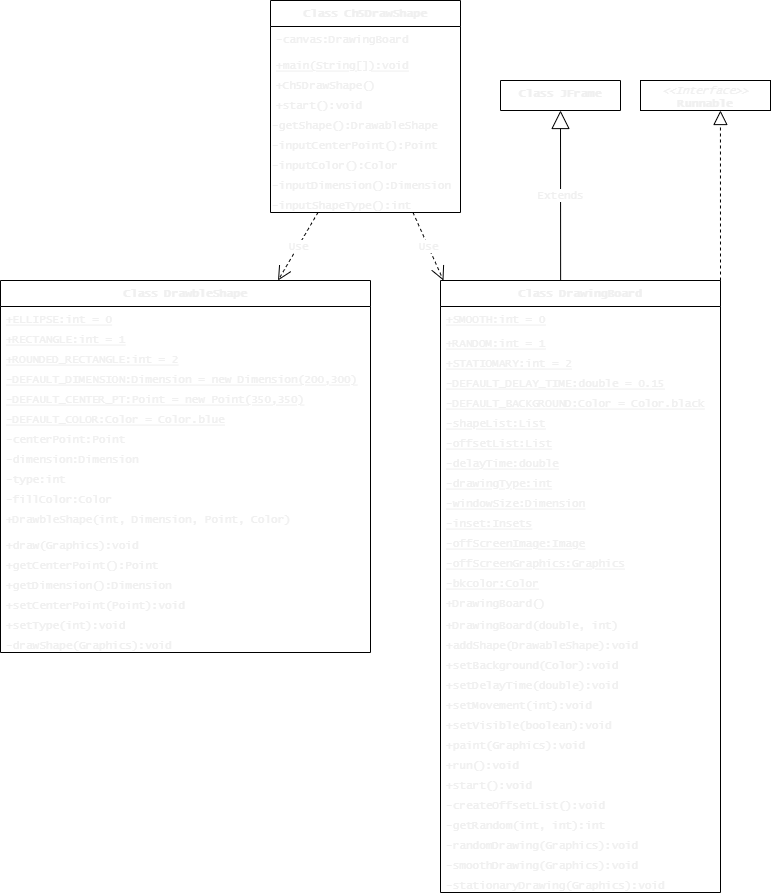 Class Ch5DrawShape
-canvas:DrawingBoard
+main(String[]):void
+Ch5DrawShape()
+start():void
-getShape():DrawableShape
-inputCenterPoint():Point
-inputColor():Color
-inputDimension():Dimension
-inputShapeType():int
Class JFrame
<<Interface>>
Runnable
Extends
Use
Use
Class DrawbleShape
+ELLIPSE:int = 0
+RECTANGLE:int = 1
+ROUNDED_RECTANGLE:int = 2
-DEFAULT_DIMENSION:Dimension = new Dimension(200,300)
-DEFAULT_CENTER_PT:Point = new Point(350,350)
-DEFAULT_COLOR:Color = Color.blue
-centerPoint:Point
-dimension:Dimension
-type:int
-fillColor:Color
+DrawbleShape(int, Dimension, Point, Color)
+draw(Graphics):void
+getCenterPoint():Point
+getDimension():Dimension
+setCenterPoint(Point):void
+setType(int):void
-drawShape(Graphics):void
Class DrawingBoard
+SMOOTH:int = 0
+RANDOM:int = 1
+STATIONARY:int = 2
-DEFAULT_DELAY_TIME:double = 0.15
-DEFAULT_BACKGROUND:Color = Color.black
-shapeList:List
-offsetList:List
-delayTime:double
-drawingType:int
-windowSize:Dimension
-inset:Insets
-offScreenImage:Image
-offScreenGraphics:Graphics
-bkcolor:Color
+DrawingBoard()
+DrawingBoard(double, int)
+addShape(DrawableShape):void
+setBackground(Color):void
+setDelayTime(double):void
+setMovement(int):void
+setVisible(boolean):void
+paint(Graphics):void
+run():void
+start():void
-createOffsetList():void
-getRandom(int, int):int
-randomDrawing(Graphics):void
-smoothDrawing(Graphics):void
-stationaryDrawing(Graphics):void